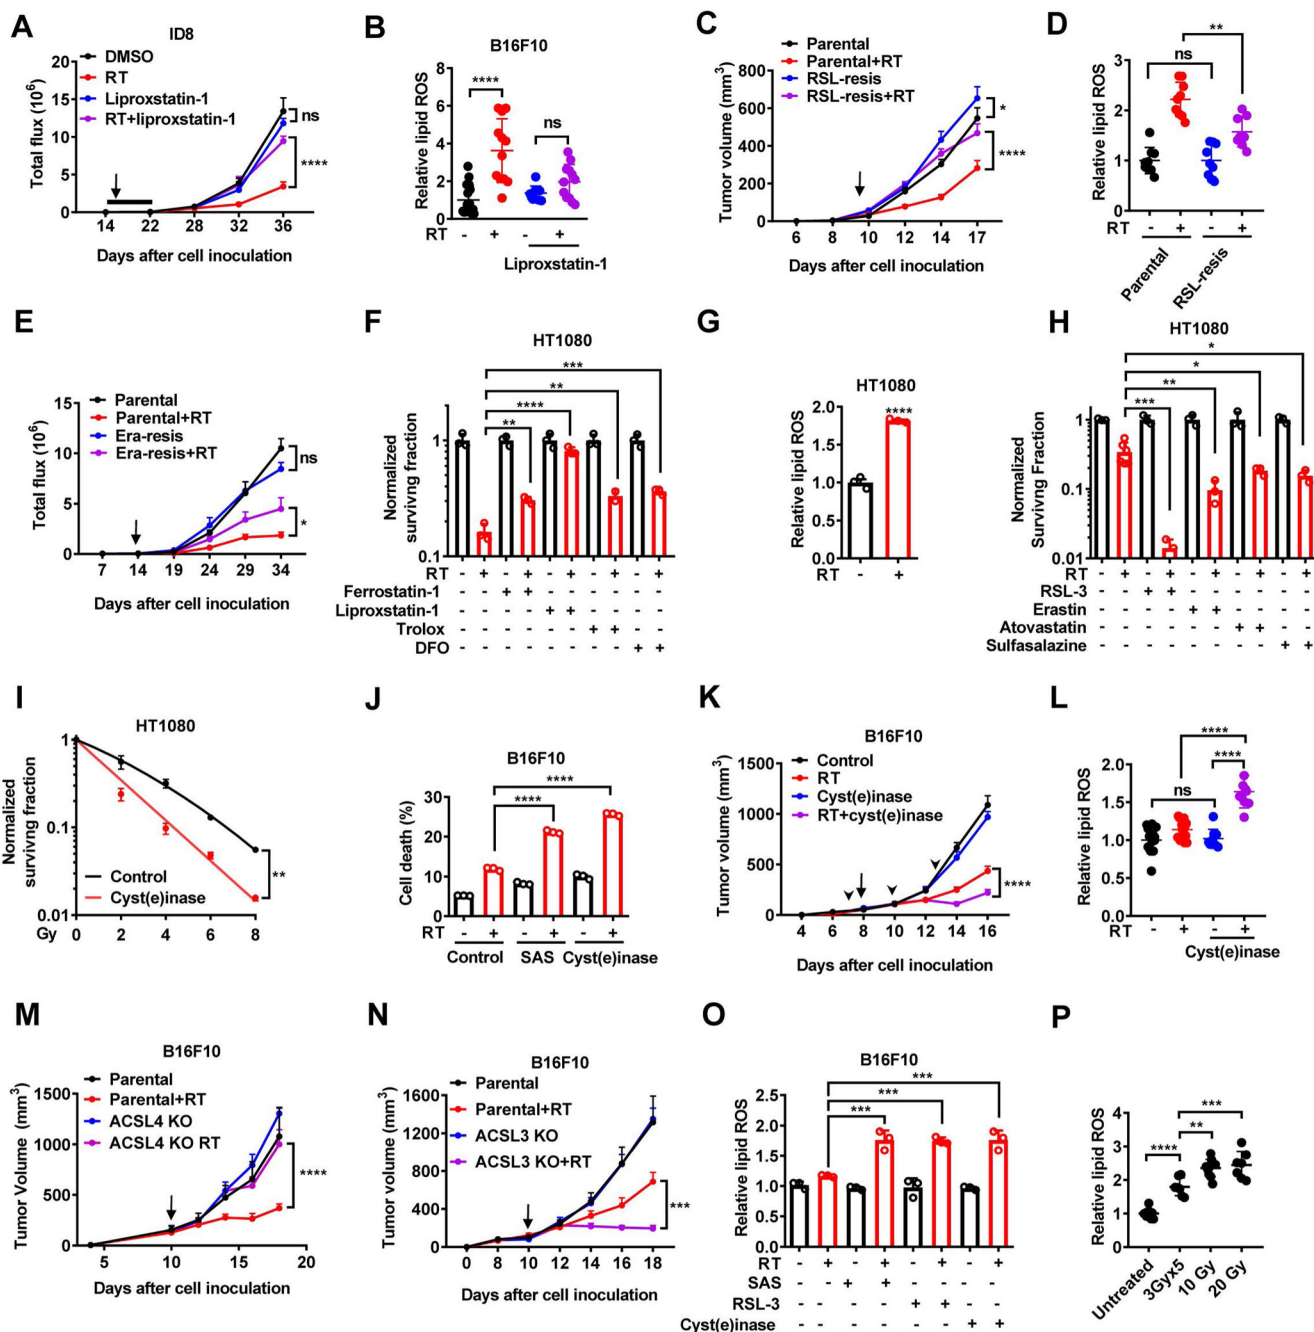 A
ID8
DMSO
RT
Liproxstatin-1
RT+liproxstatin-1
Total flux (10⁶)
20
15
10
5
0
ns
****
14 22 28 32 36
Days after cell inoculation
B
B16F10
Relative lipid ROS
8
6
4
2
0
****
ns
RT - + - +
Liproxstatin-1
C
Parental
Parental+RT
RSL-resis
RSL-resis+RT
Tumor volume (mm³)
800
600
400
200
0
*
****
6 8 10 12 14 17
Days after cell inoculation
D
Relative lipid ROS
3
2
1
0
**
ns
RT - + - +
Parental
RSL-resis
E
Parental
Parental+RT
Era-resis
Era-resis+RT
Total flux (10⁶)
15
10
5
0
ns
*
7 14 19 24 29 34
Days after cell inoculation
F
HT1080
Normalized
surviving fraction
1
0.1
***
**
****
**
RT - + - + - + - + - +
Ferrostatin-1 - - + + - - - - - -
Liproxstatin-1 - - - - + + - - - -
Trolox - - - - - - + + - -
DFO - - - - - - - - + +
G
HT1080
Relative lipid ROS
2.0
1.5
1.0
0.5
0.0
****
RT - +
H
HT1080
Normalized
Survivng Fraction
1
0.1
0.01
*
*
**
***
RT - + - + - + - + - +
RSL-3 - - + + - - - - - -
Erastin - - - - + + - - - -
Atovastatin - - - - - - + + - -
Sulfasalazine - - - - - - - - + +
I
HT1080
Normalized
survivng fraction
1
0.1
0.01
Control
Cyst(e)inase
**
Gy 0 2 4 6 8
J
B16F10
Cell death (%)
30
20
10
0
****
****
RT - + - + - +
Control SAS Cyst(e)inase
K
B16F10
Control
RT
Cyst(e)inase
RT+cyst(e)inase
Tumor volume (mm³)
1500
1000
500
0
****
4 6 8 10 12 14 16
Days after cell inoculation
L
Relative lipid ROS
2.0
1.5
1.0
0.5
0.0
****
****
ns
RT - + - +
Cyst(e)inase
M
B16F10
Parental
Parental+RT
ACSL4 KO
ACSL4 KO RT
Tumor Volume (mm³)
1500
1000
500
0
****
5 10 15 20
Days after cell inoculation
N
B16F10
Parental
Parental+RT
ACSL3 KO
ACSL3 KO+RT
Tumor volume (mm³)
1600
1200
800
400
0
***
0 8 10 12 14 16 18
Days after cell inoculation
O
B16F10
Relative lipid ROS
2.5
2.0
1.5
1.0
0.5
0.0
***
***
***
RT - + - + - + - +
SAS - - + + - - - -
RSL-3 - - - - + + - -
Cyst(e)inase - - - - - - + +
P
Relative lipid ROS
4
3
2
1
0
****
**
***
Untreated
3Gyx5
10 Gy
20 Gy